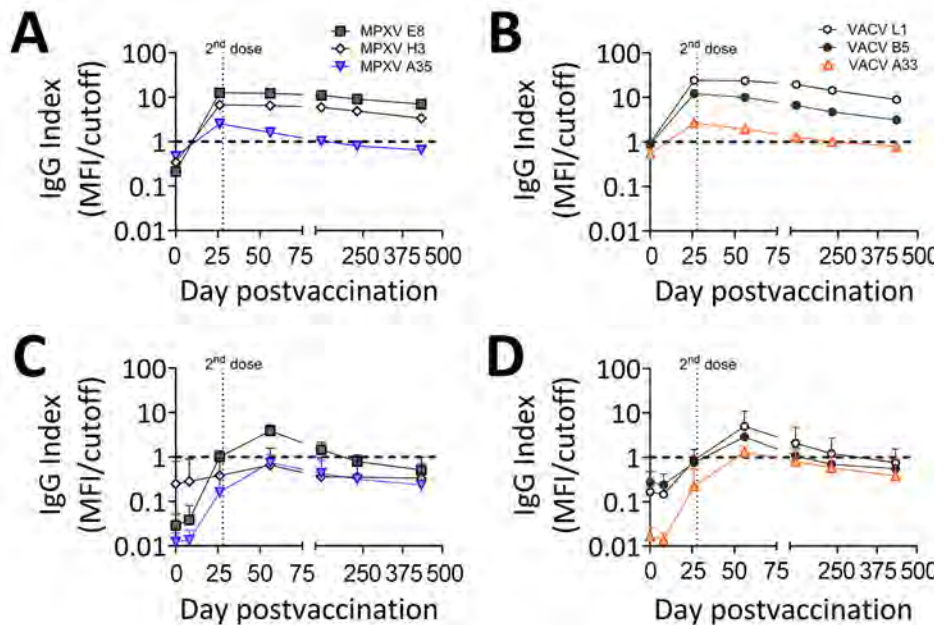 A
2nd dose
MPXV E8
MPXV H3
MPXV A35
IgG Index
(MFI/cutoff)
100
10
1
0.1
0.01
0 25 50 75 250 375 500
Day postvaccination
B
2nd dose
VACV L1
VACV B5
VACV A33
IgG Index
(MFI/cutoff)
100
10
1
0.1
0.01
0 25 50 75 250 375 500
Day postvaccination
C
2nd dose
IgG Index
(MFI/cutoff)
100
10
1
0.1
0.01
0 25 50 75 250 375 500
Day postvaccination
D
2nd dose
IgG Index
(MFI/cutoff)
100
10
1
0.1
0.01
0 25 50 75 250 375 500
Day postvaccination